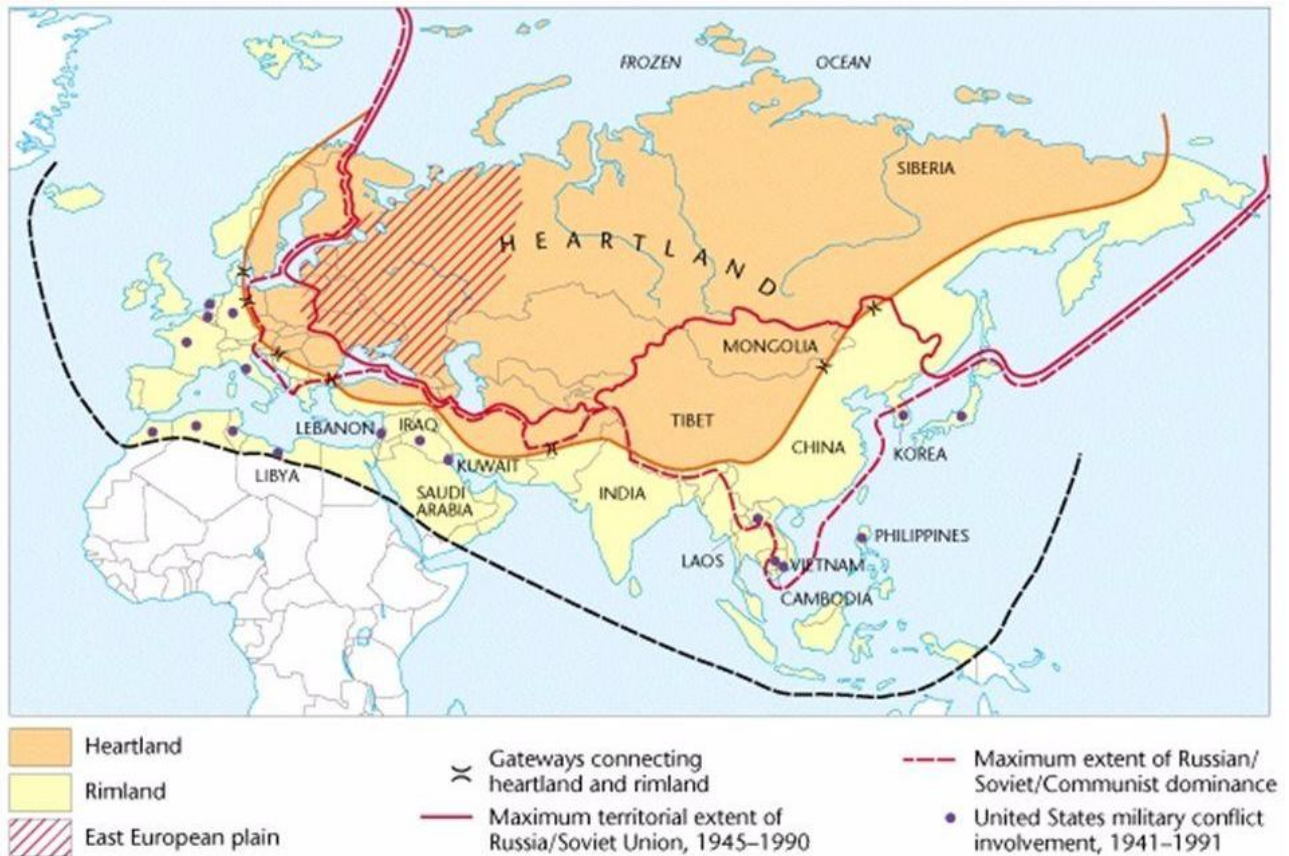 FROZEN OCEAN
SIBERIA
HEARTLAND
MONGOLIA
TIBET
LEBANON
IRAQ
CHINA
KOREA
KUWAIT
LIBYA
SAUDI
ARABIA
INDIA
PHILIPPINES
LAOS
VIETNAM
CAMBODIA
Heartland
Rimland
East European plain
Gateways connecting
heartland and rimland
Maximum territorial extent of
Russia/Soviet Union, 1945–1990
Maximum extent of Russian/
Soviet/Communist dominance
United States military conflict
involvement, 1941–1991